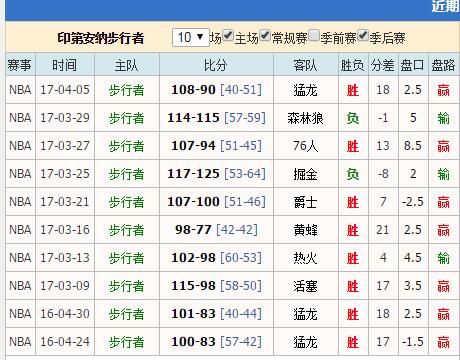 近期
印第安纳步行者 10 场 主场 常规赛 季前赛 季后赛
赛事 时间 主队 比分 客队 胜负 分差 盘口 盘路
NBA 17-04-05 步行者 108-90 [40-51] 猛龙 胜 18 2.5 赢
NBA 17-03-29 步行者 114-115 [57-59] 森林狼 负 -1 5 输
NBA 17-03-27 步行者 107-94 [51-45] 76人 胜 13 8.5 赢
NBA 17-03-25 步行者 117-125 [53-64] 掘金 负 -8 2 输
NBA 17-03-21 步行者 107-100 [51-46] 爵士 胜 7 -2.5 赢
NBA 17-03-16 步行者 98-77 [42-42] 黄蜂 胜 21 2.5 赢
NBA 17-03-13 步行者 102-98 [60-53] 热火 胜 4 4.5 输
NBA 17-03-09 步行者 115-98 [58-50] 活塞 胜 17 3.5 赢
NBA 16-04-30 步行者 101-83 [40-44] 猛龙 胜 18 2.5 赢
NBA 16-04-24 步行者 100-83 [57-42] 猛龙 胜 17 -1.5 赢